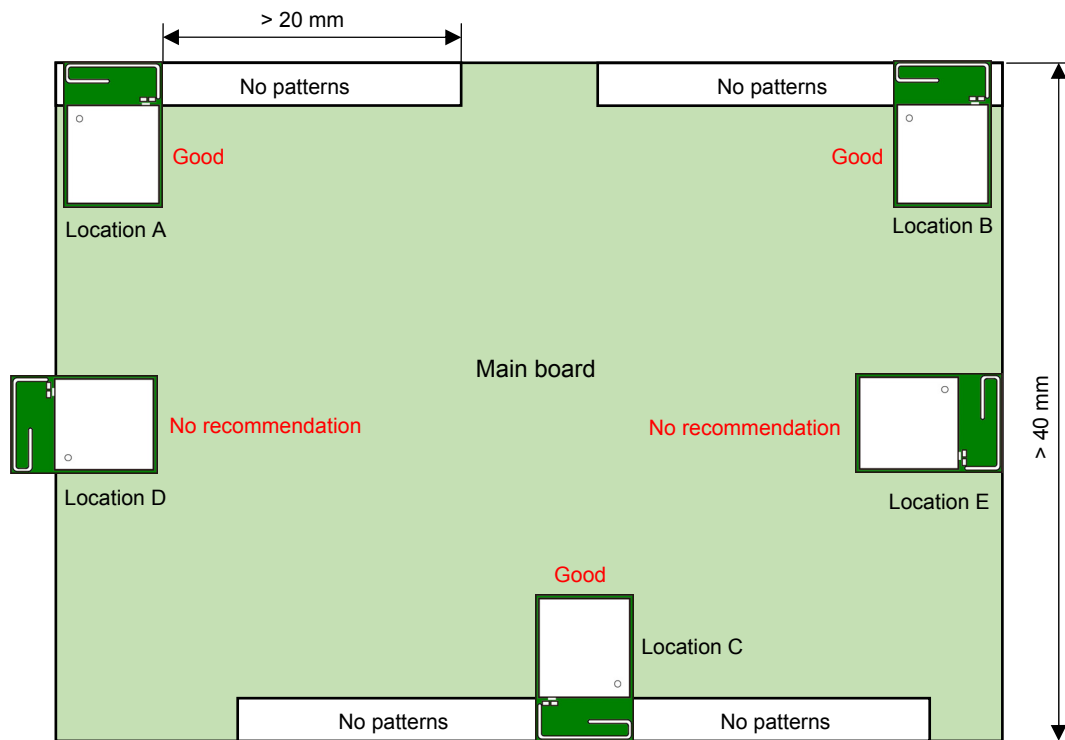 > 20 mm
No patterns
No patterns
Good
Good
Location A
Location B
Main board
> 40 mm
No recommendation
No recommendation
Location D
Location E
Good
Location C
No patterns
No patterns